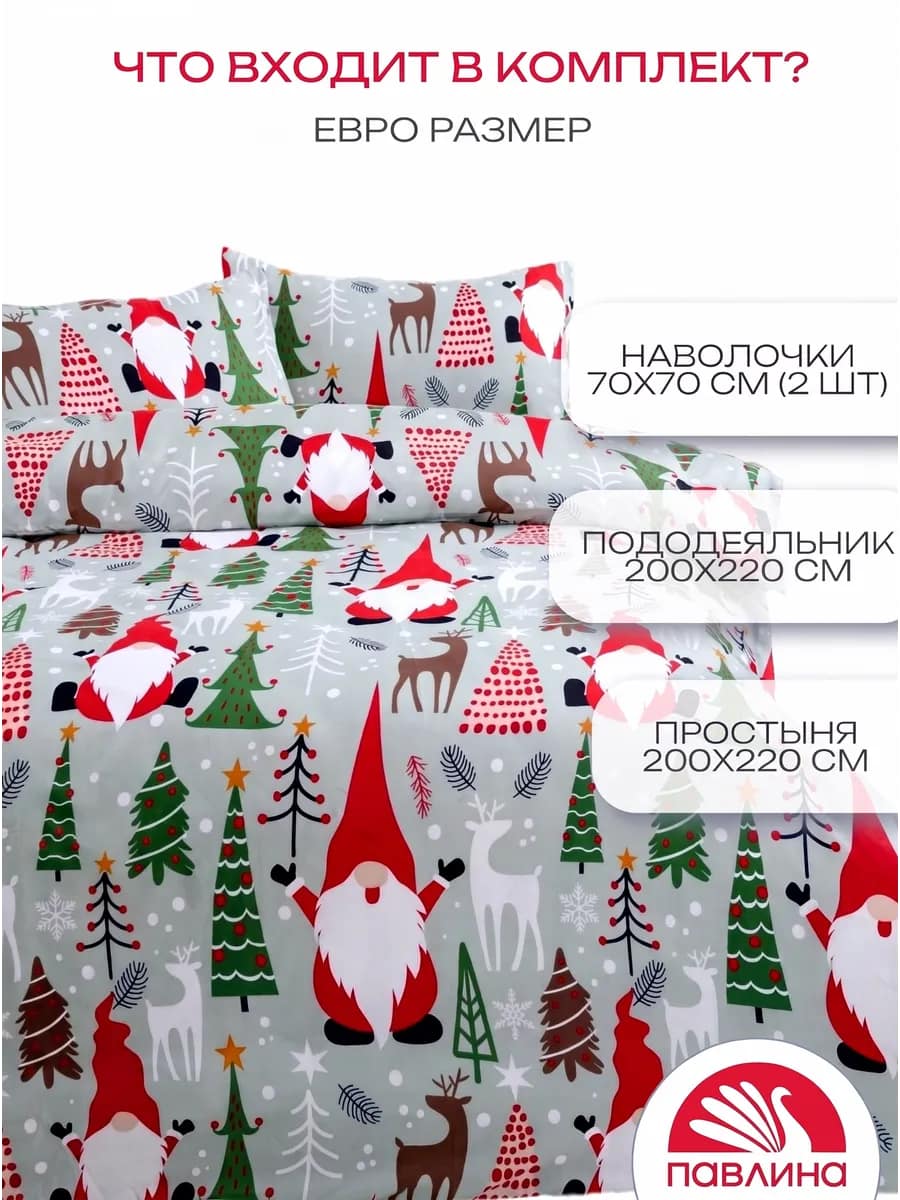 ЧТО ВХОДИТ В КОМПЛЕКТ?
ЕВРО РАЗМЕР
НАВОЛОЧКИ
70Х70 СМ (2 ШТ)
ПОДОДЕЯЛЬНИК
200Х220 СМ
ПРОСТЫНЯ
200Х220 СМ
ПАВЛИНА